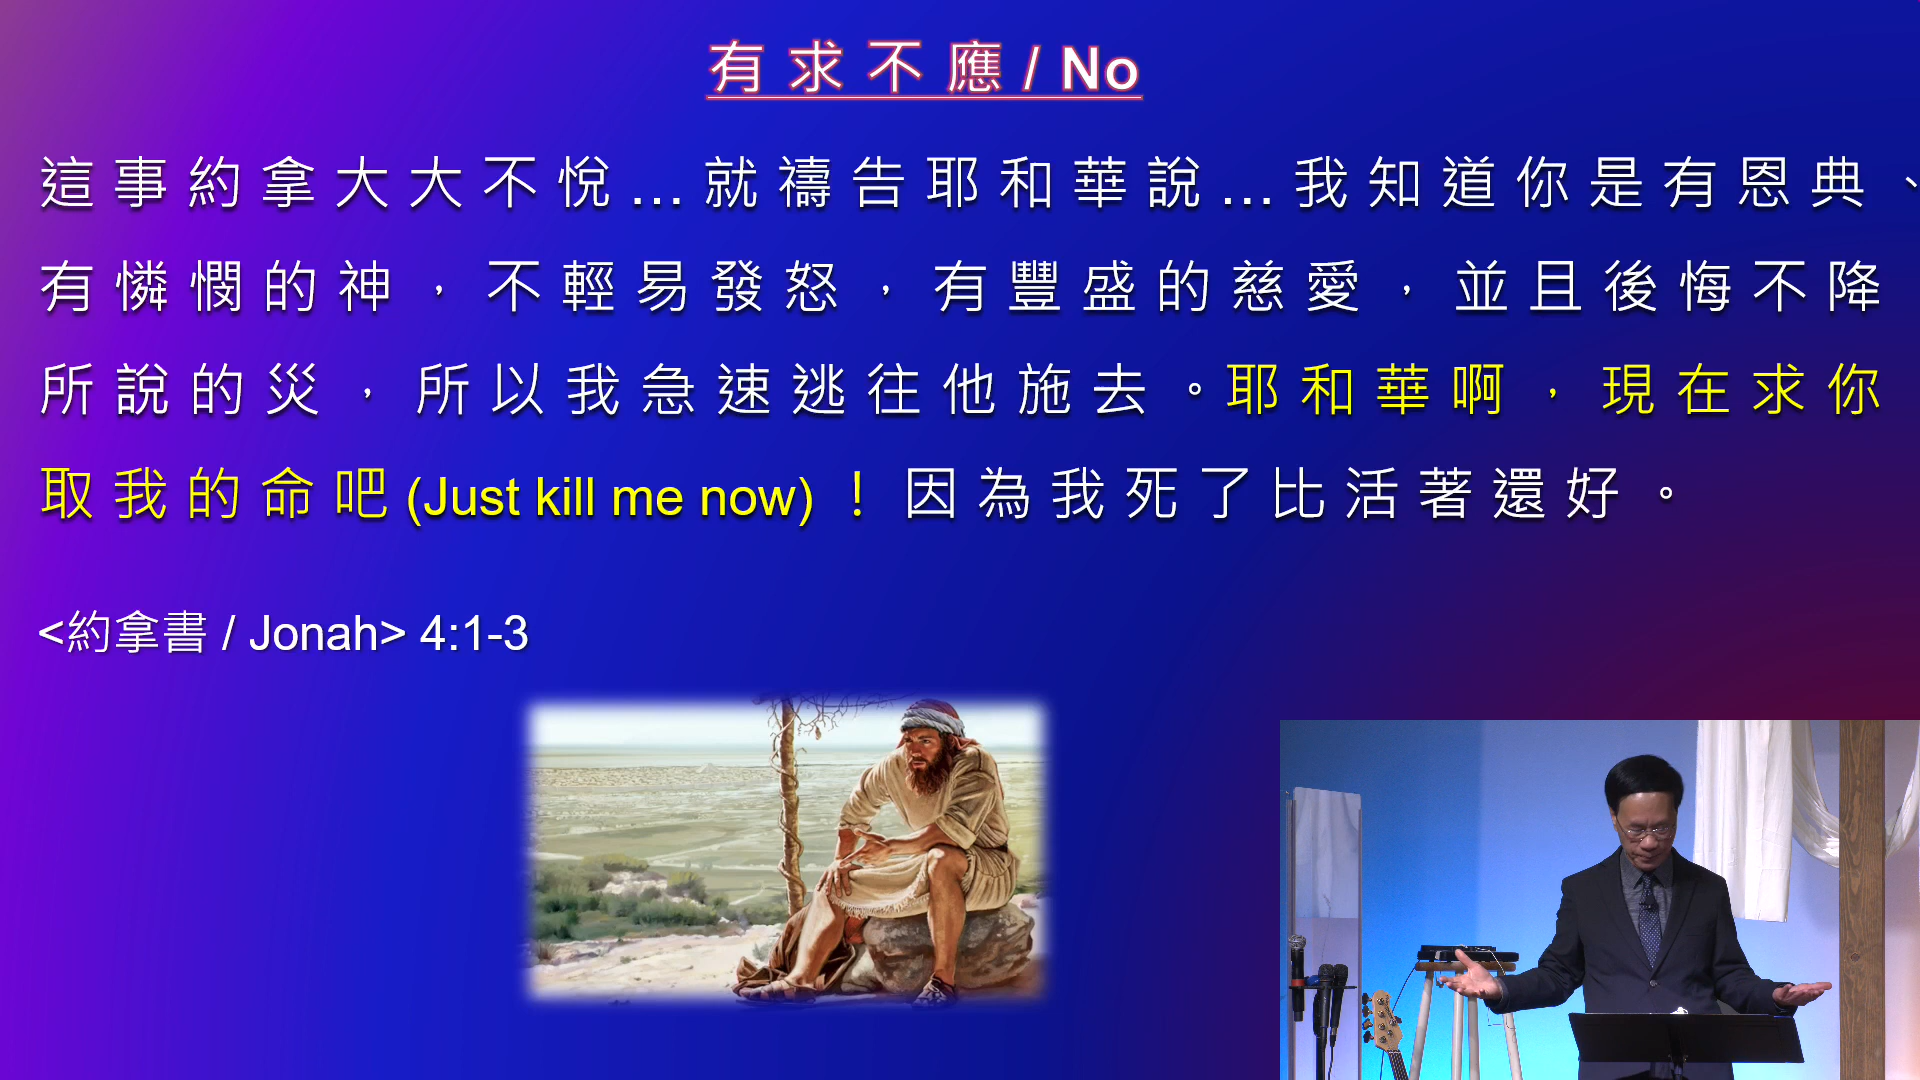 有求不應 / No
這事約拿大大不悅...就禱告耶和華說...我知道你是有恩典、
有憐憫的神，不輕易發怒，有豐盛的慈愛，並且後悔不降
所說的災，所以我急速逃往他施去。耶和華啊，現在求你
取我的命吧(Just kill me now)！因為我死了比活著還好。
<約拿書 / Jonah> 4:1-3